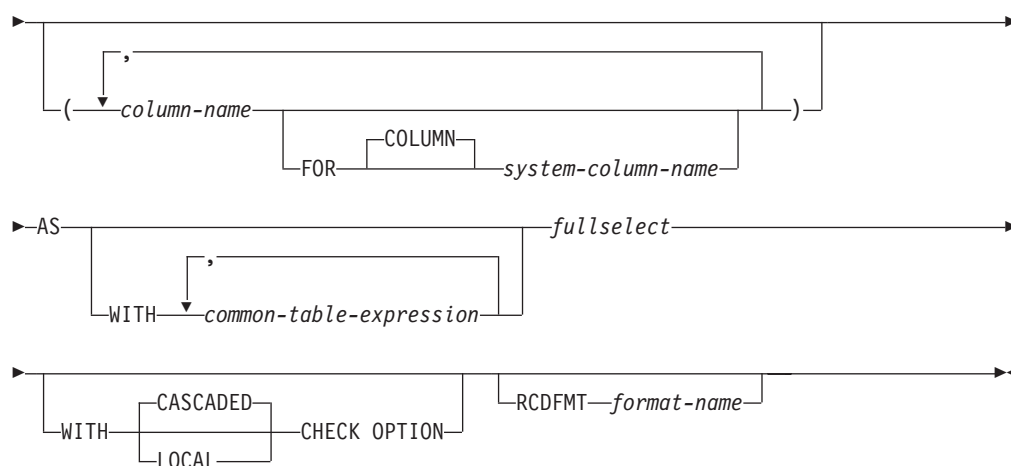 ,
( column-name )
COLUMN
FOR system-column-name
AS fullselect
,
WITH common-table-expression
CASCADED RCDFMT format-name
WITH CHECK OPTION
LOCAL